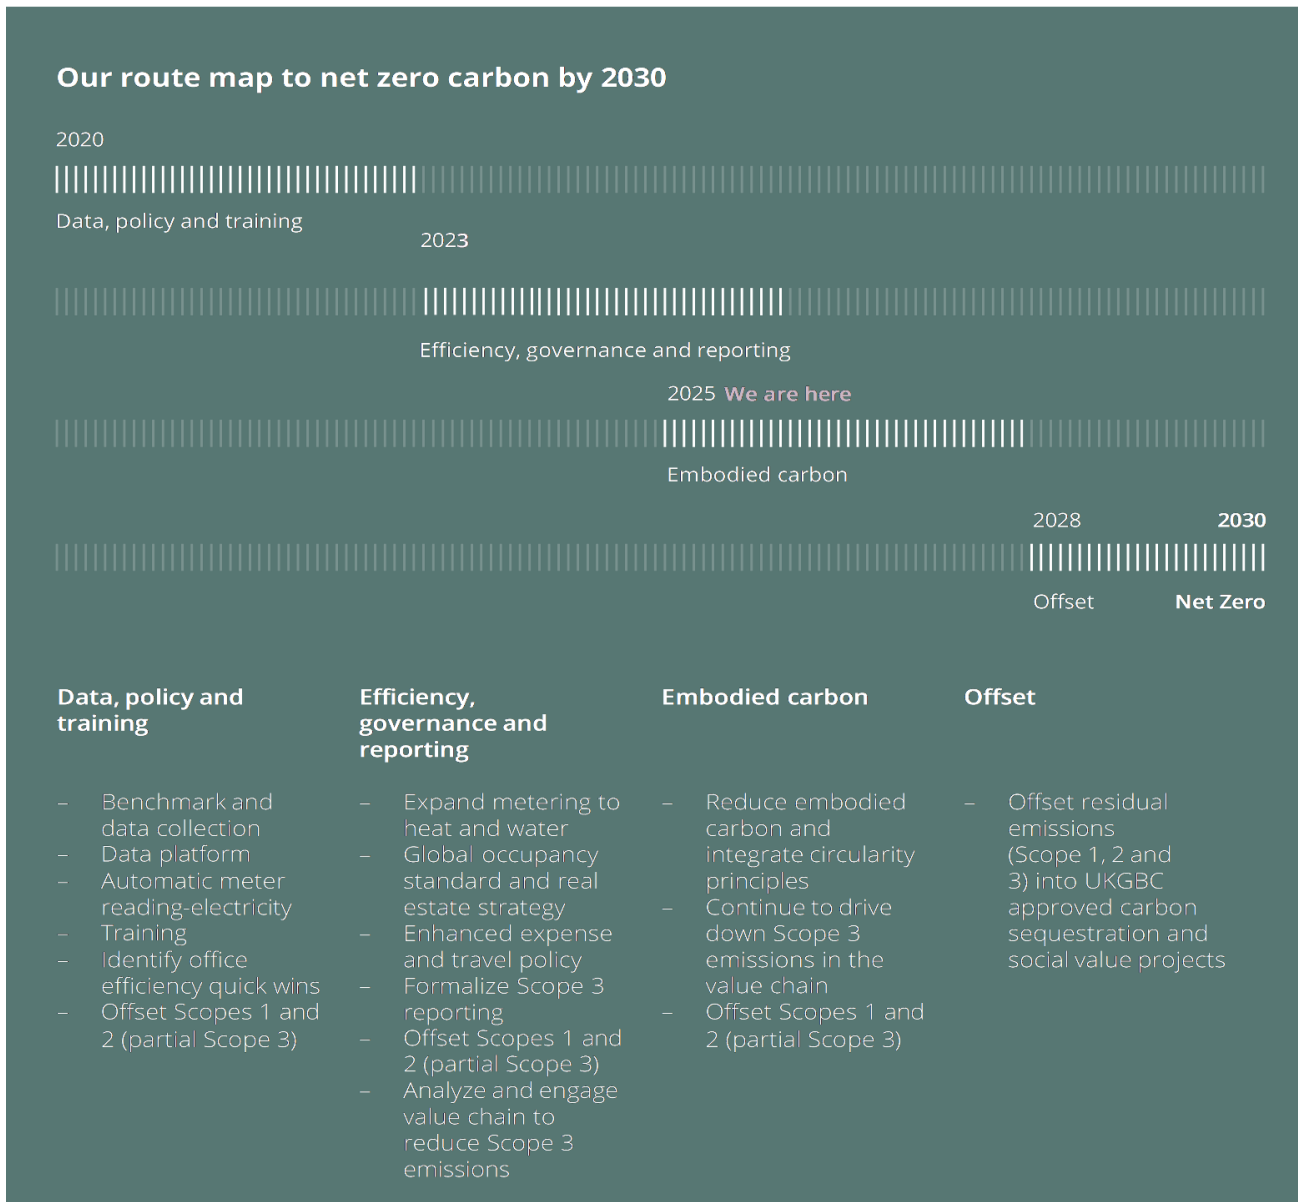 Our route map to net zero carbon by 2030
2020
Data, policy and training
2023
Efficiency, governance and reporting
2025 We are here
Embodied carbon
2028
2030
Offset
Net Zero
Data, policy and
training
– Benchmark and
data collection
– Data platform
– Automatic meter
reading-electricity
– Training
– Identify office
efficiency quick wins
– Offset Scopes 1 and
2 (partial Scope 3)
Efficiency,
governance and
reporting
– Expand metering to
heat and water
– Global occupancy
standard and real
estate strategy
– Enhanced expense
and travel policy
– Formalize Scope 3
reporting
– Offset Scopes 1 and
2 (partial Scope 3)
– Analyze and engage
value chain to
reduce Scope 3
emissions
Embodied carbon
– Reduce embodied
carbon and
integrate circularity
principles
– Continue to drive
down Scope 3
emissions in the
value chain
– Offset Scopes 1 and
2 (partial Scope 3)
Offset
– Offset residual
emissions
(Scope 1, 2 and
3) into UKGBC
approved carbon
sequestration and
social value projects